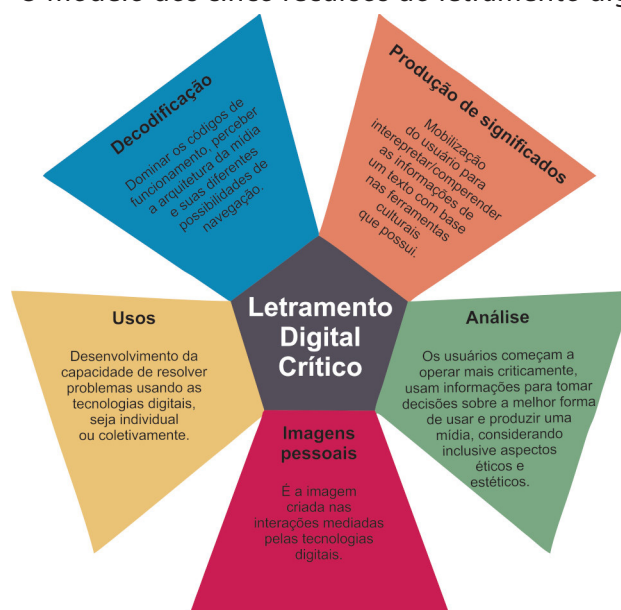 Decodificação
Dominar os códigos de
funcionamento, perceber
a arquitetura da mídia
e suas diferentes
possibilidades de
navegação.
Produção de significados
Mobilização
do usuário para
intereprelar/comperender
as informações de
um texto com base
nas ferramentas
culturais
que possui.
Letramento
Digital
Crítico
Usos
Desenvolvimento da
capacidade de resolver
problemas usando as
tecnologias digitais,
seja individual
ou coletivamente.
Análise
Os usuários começam a
operar mais criticamente,
usam informações para tomar
decisões sobre a melhor forma
de usar e produzir uma
mídia, considerando
inclusive aspectos
éticos e
estéticos.
Imagens
pessoais
É a imagem
criada nas
interações mediadas
pelas tecnologias
digitais.